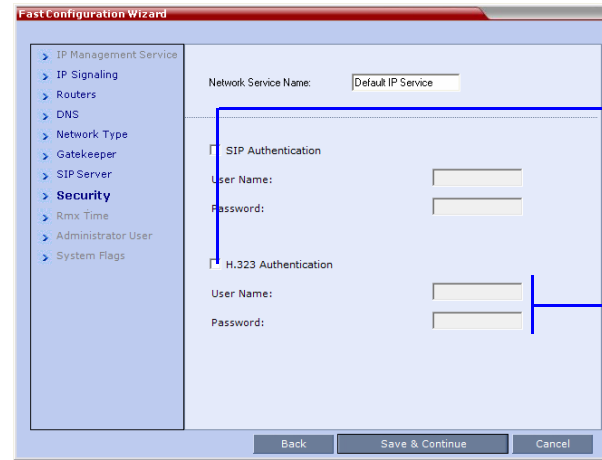 Fast Configuration Wizard
IP Management Service
IP Signaling
Routers
DNS
Network Type
Gatekeeper
SIP Server
Security
Rmx Time
Administrator User
System Flags
Network Service Name: Default IP Service
SIP Authentication
User Name:
Password:
H.323 Authentication
User Name:
Password:
Back Save & Continue Cancel